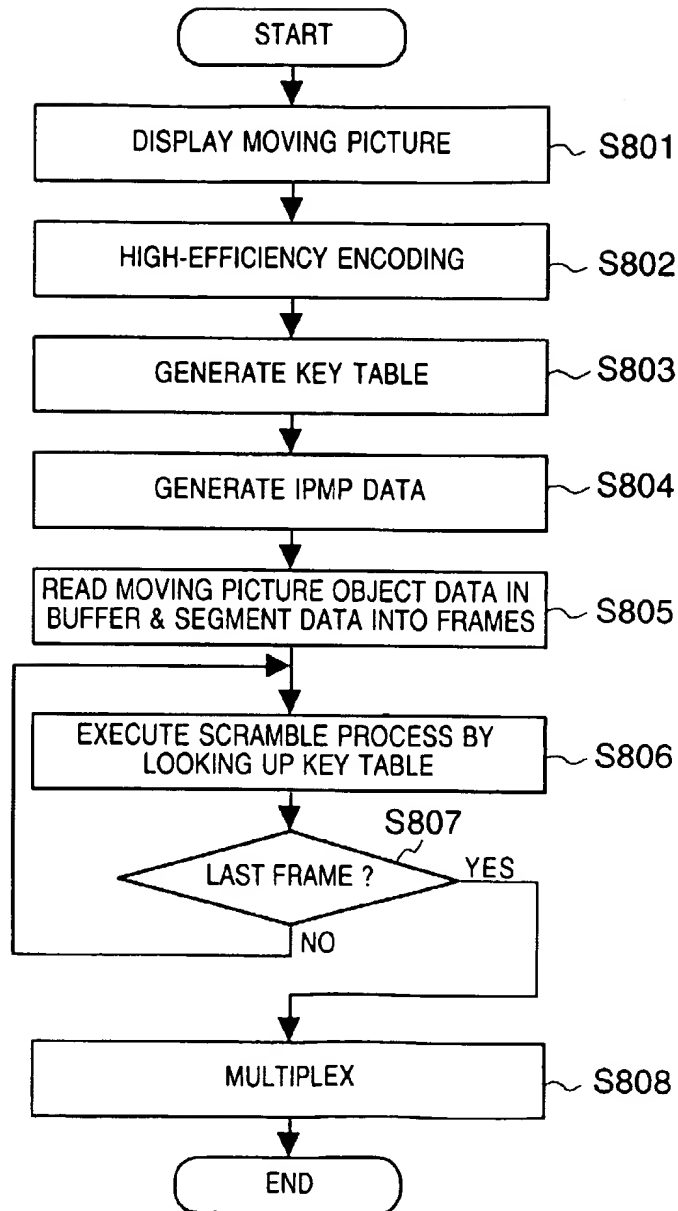 START
DISPLAY MOVING PICTURE
S801
HIGH-EFFICIENCY ENCODING
S802
GENERATE KEY TABLE
S803
GENERATE IPMP DATA
S804
READ MOVING PICTURE OBJECT DATA IN
BUFFER & SEGMENT DATA INTO FRAMES
S805
EXECUTE SCRAMBLE PROCESS BY
LOOKING UP KEY TABLE
S806
S807
LAST FRAME ?
YES
NO
MULTIPLEX
S808
END